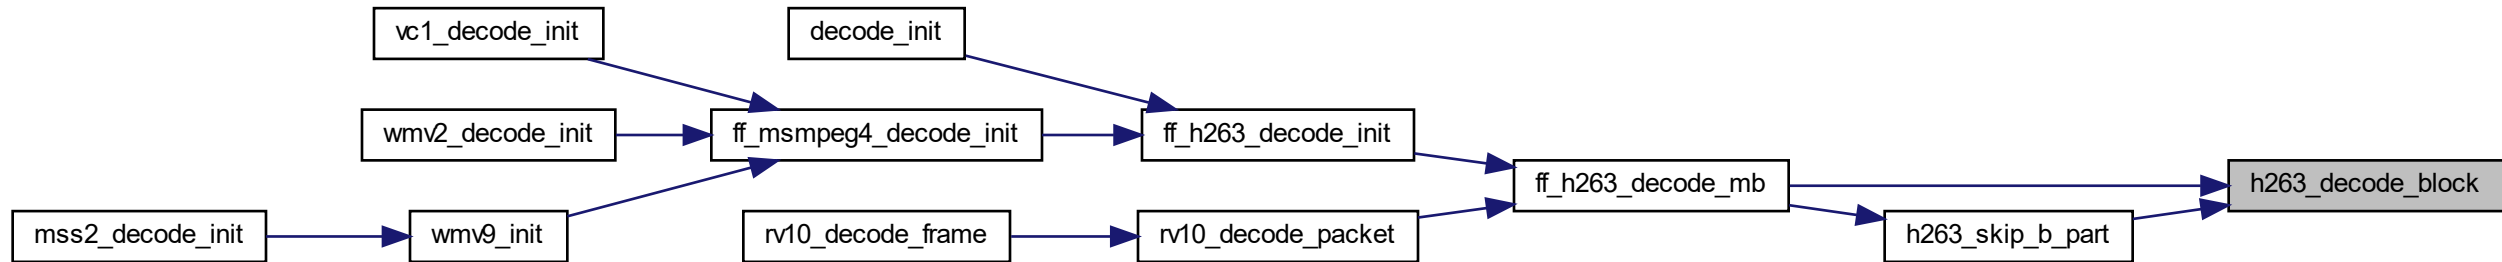 vc1_decode_init
decode_init
wmv2_decode_init
ff_msmpeg4_decode_init
ff_h263_decode_init
ff_h263_decode_mb
h263_decode_block
mss2_decode_init
wmv9_init
rv10_decode_frame
rv10_decode_packet
h263_skip_b_part